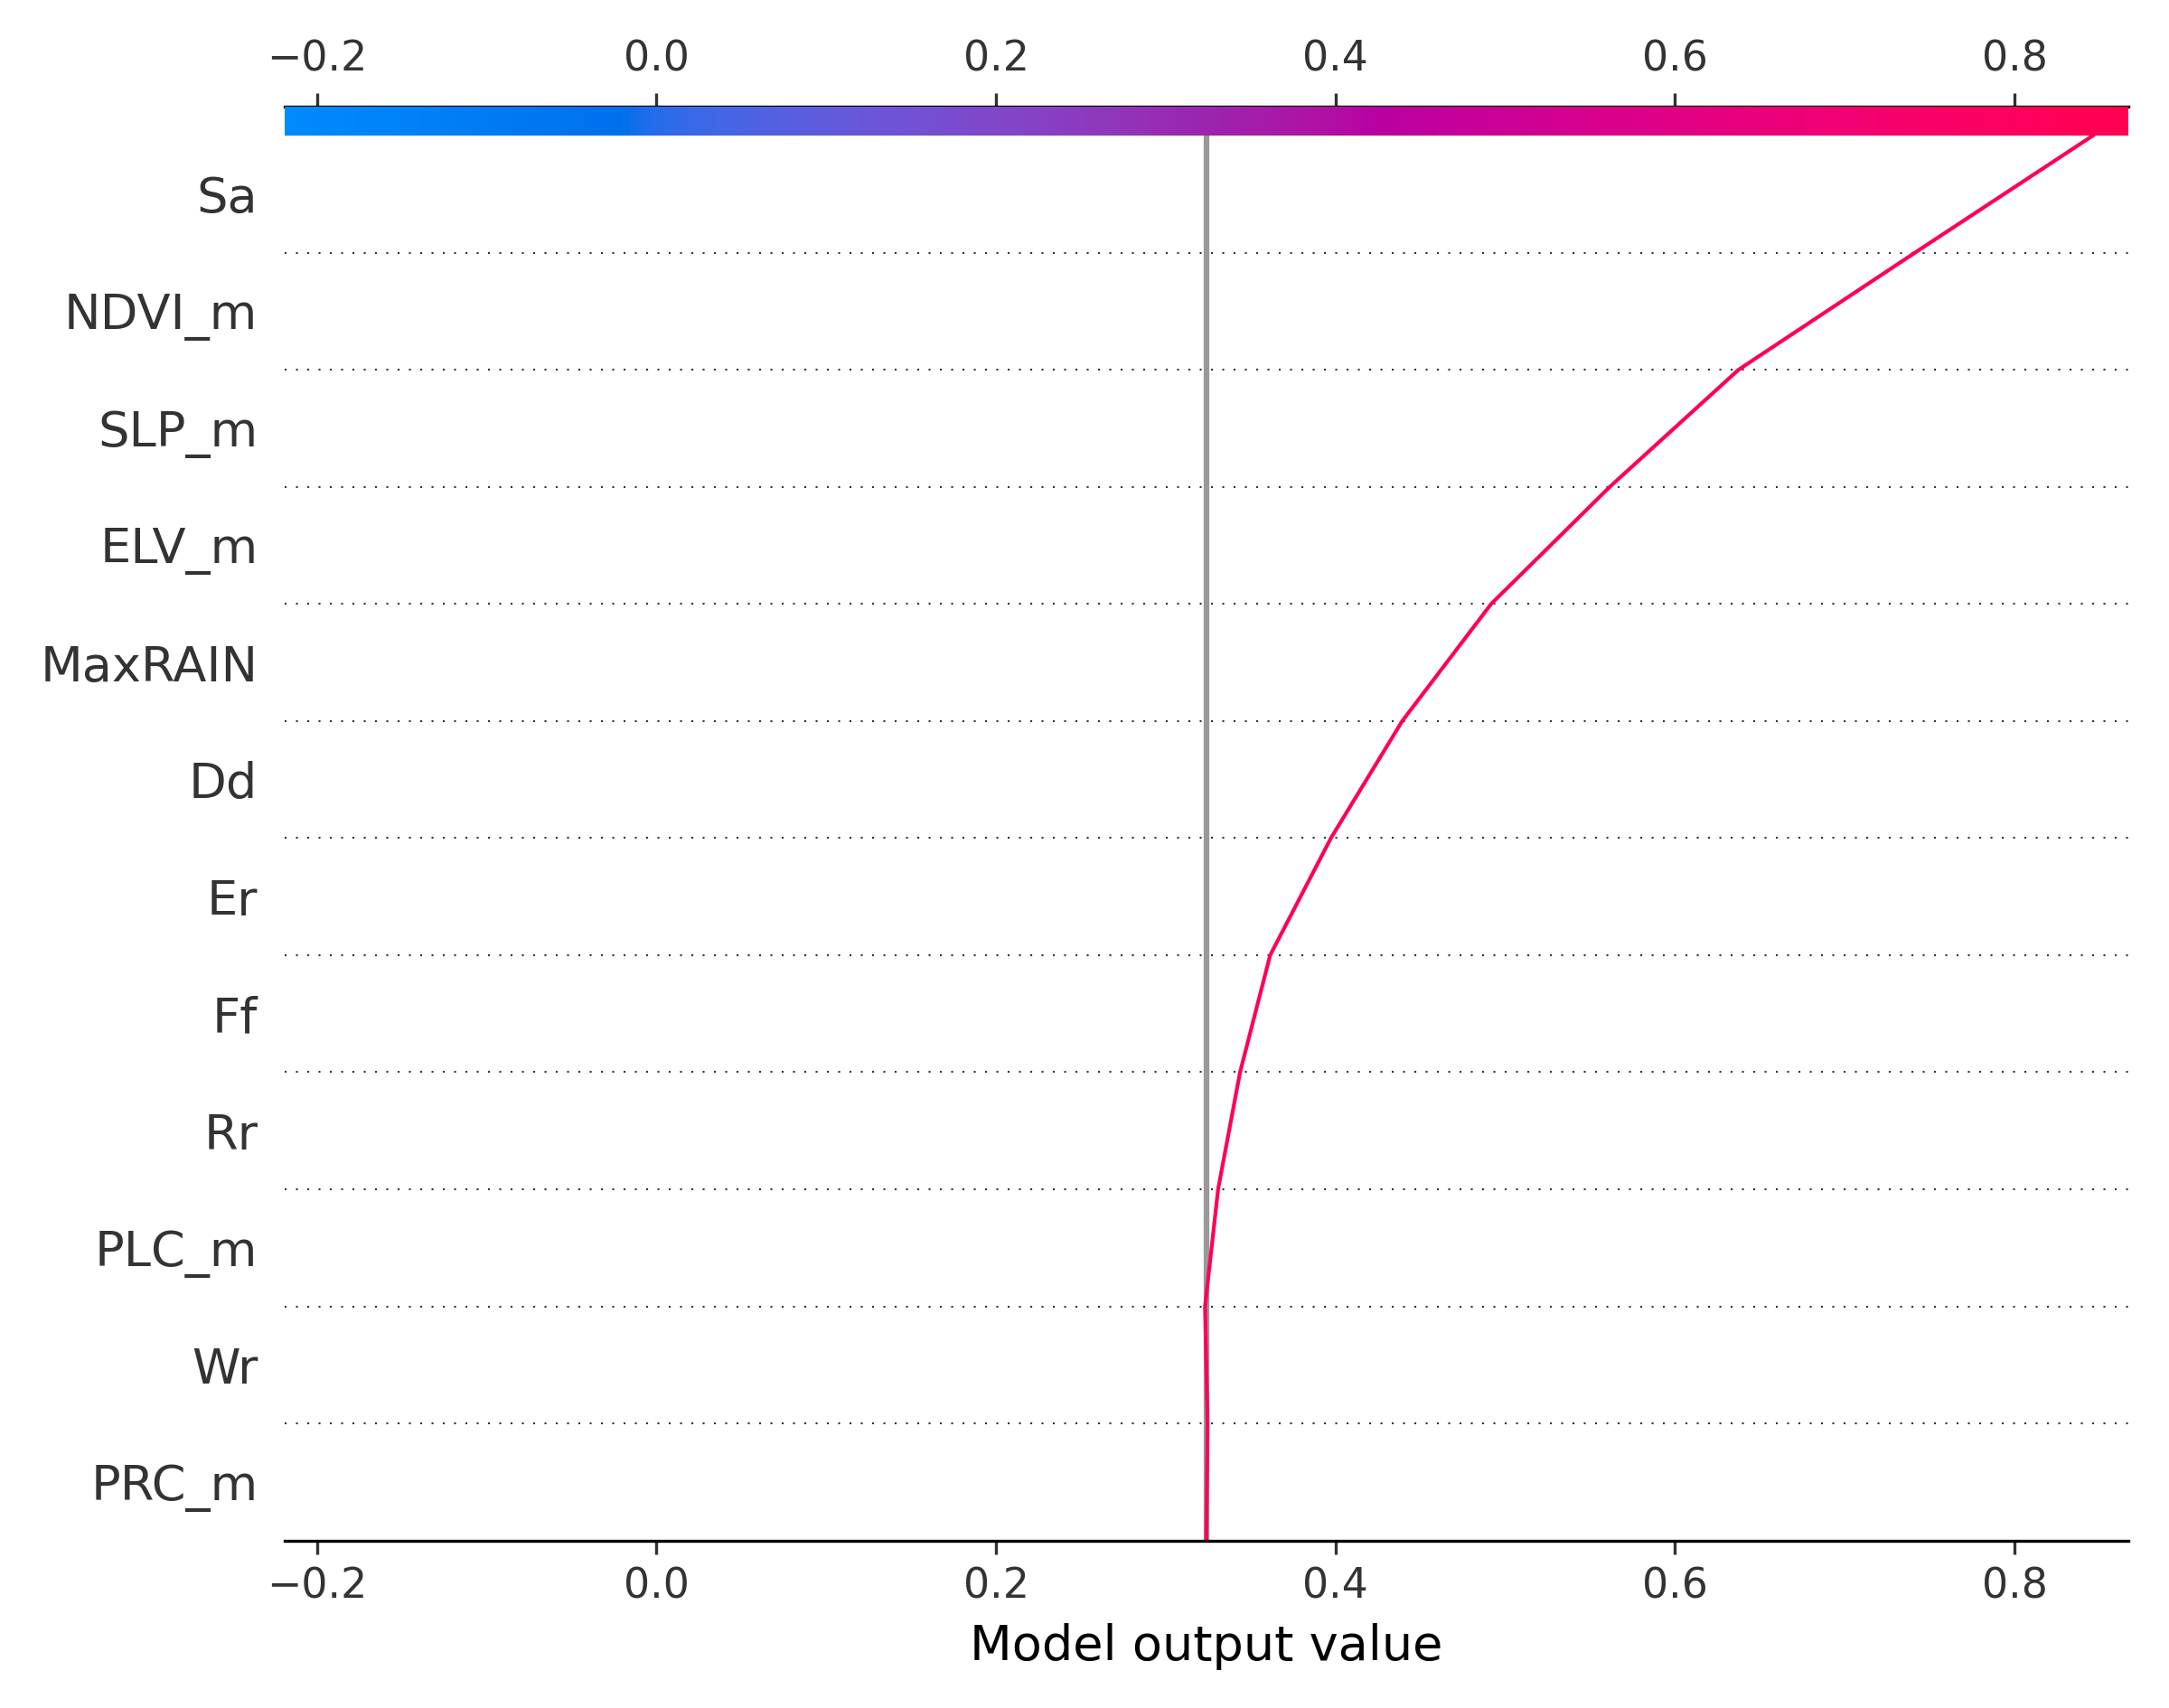 −0.2 0.0 0.2 0.4 0.6 0.8
Sa
NDVI_m
SLP_m
ELV_m
MaxRAIN
Dd
Er
Ff
Rr
PLC_m
Wr
PRC_m
−0.2 0.0 0.2 0.4 0.6 0.8
Model output value